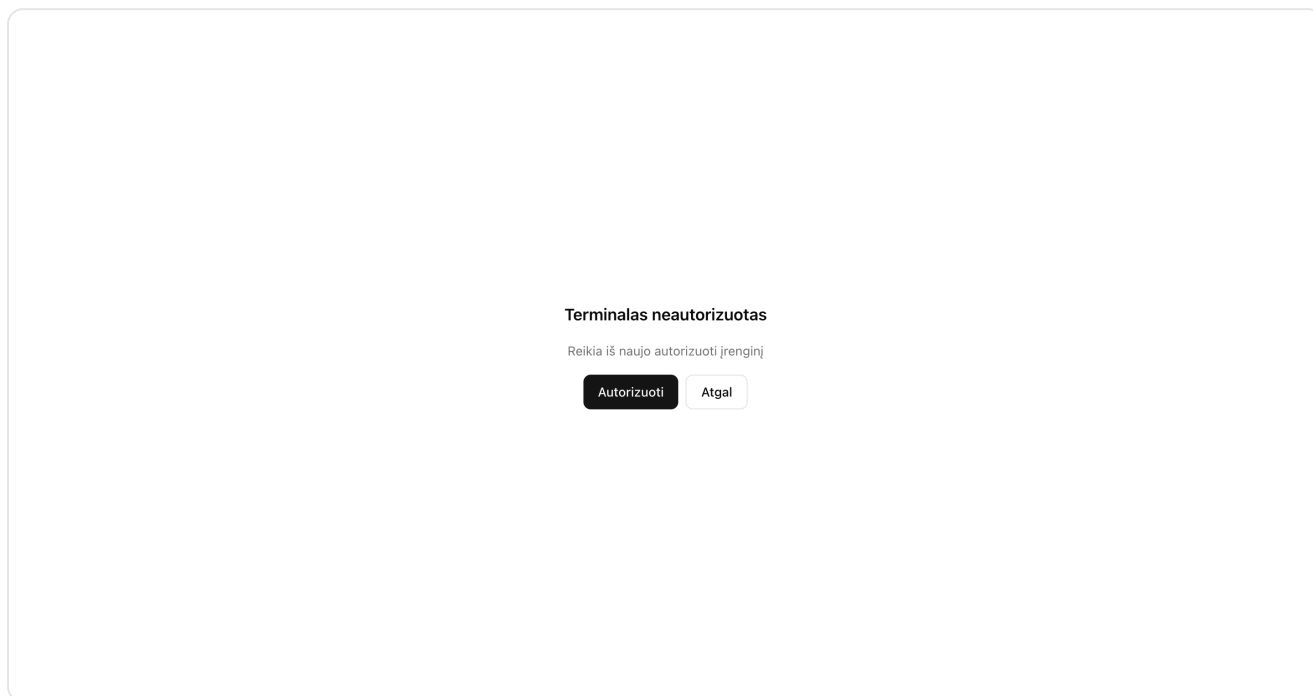 Terminalas neautorizuotas
Reikia iš naujo autorizuoti įrenginį
Autorizuoti Atgal